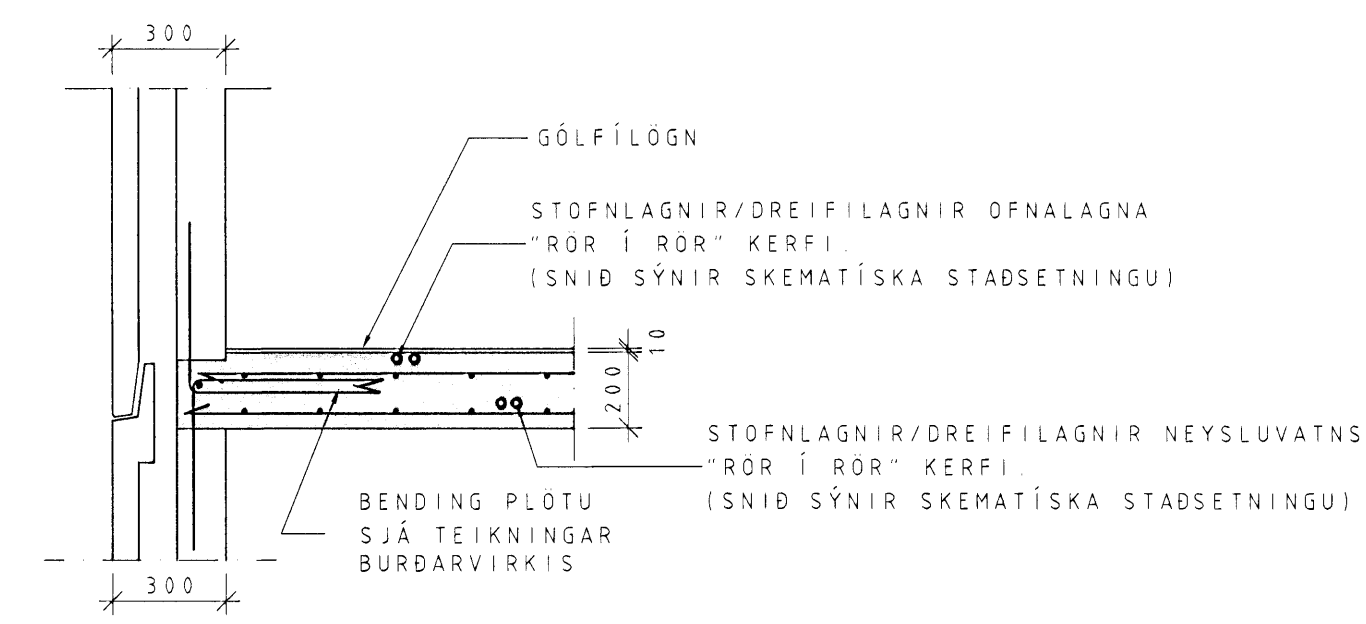 300
GÓLFÍLÖGN
STOFNLAGNIR/DREIFILAGNIR OFNALAGNA
"RÖR Í RÖR" KERFI.
(SNIÐ SÝNIR SKEMATÍSKA STAÐSETNINGU)
10
200
STOFNLAGNIR/DREIFILAGNIR NEYSLUVATNS
"RÖR Í RÖR" KERFI.
(SNIÐ SÝNIR SKEMATÍSKA STAÐSETNINGU)
BENDING PLÖTU
SJÁ TEIKNINGAR
BURÐARVIRKIS
300